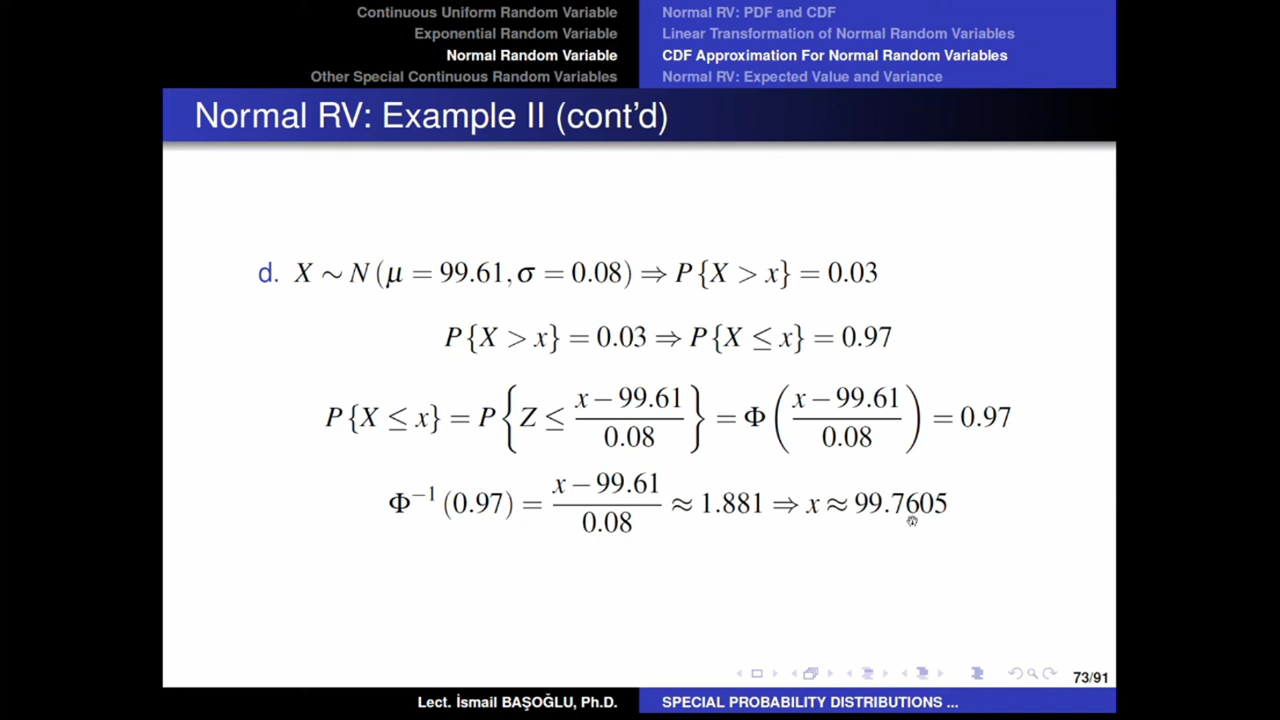 Continuous Uniform Random Variable
Exponential Random Variable
Normal Random Variable
Other Special Continuous Random Variables
Normal RV: PDF and CDF
Linear Transformation of Normal Random Variables
CDF Approximation For Normal Random Variables
Normal RV: Expected Value and Variance
Normal RV: Example II (cont'd)
d. X ∼ N (μ = 99.61, σ = 0.08) ⇒ P{X > x} = 0.03
P{X > x} = 0.03 ⇒ P{X ≤ x} = 0.97
P{X ≤ x} = P{Z ≤ (x − 99.61)/0.08} = Φ((x − 99.61)/0.08) = 0.97
Φ⁻¹ (0.97) = (x − 99.61)/0.08 ≈ 1.881 ⇒ x ≈ 99.7605
73/91
Lect. İsmail BAŞOĞLU, Ph.D.
SPECIAL PROBABILITY DISTRIBUTIONS ...